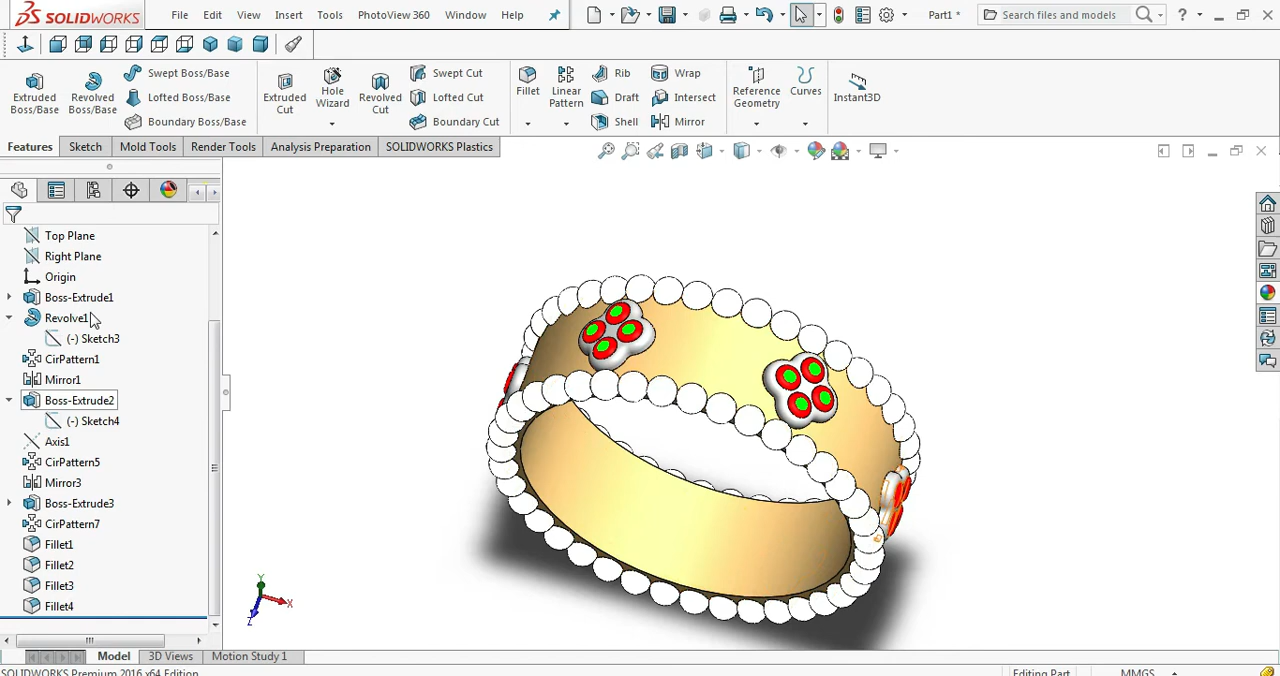 SOLIDWORKS
File Edit View Insert Tools PhotoView 360 Window Help
Part1 *
Search files and models
?
Extruded Boss/Base
Revolved Boss/Base
Swept Boss/Base
Lofted Boss/Base
Boundary Boss/Base
Extruded Cut
Hole Wizard
Revolved Cut
Swept Cut
Lofted Cut
Boundary Cut
Fillet
Linear Pattern
Rib
Draft
Shell
Wrap
Intersect
Mirror
Reference Geometry
Curves
Instant3D
Features Sketch Mold Tools Render Tools Analysis Preparation SOLIDWORKS Plastics
Top Plane
Right Plane
Origin
Boss-Extrude1
Revolve1
(-) Sketch3
CirPattern1
Mirror1
Boss-Extrude2
(-) Sketch4
Axis1
CirPattern5
Mirror3
Boss-Extrude3
CirPattern7
Fillet1
Fillet2
Fillet3
Fillet4
Y
X
Z
Model 3D Views Motion Study 1
SOLIDWORKS Premium 2016 x64 Edition
Editing Part
MMGS